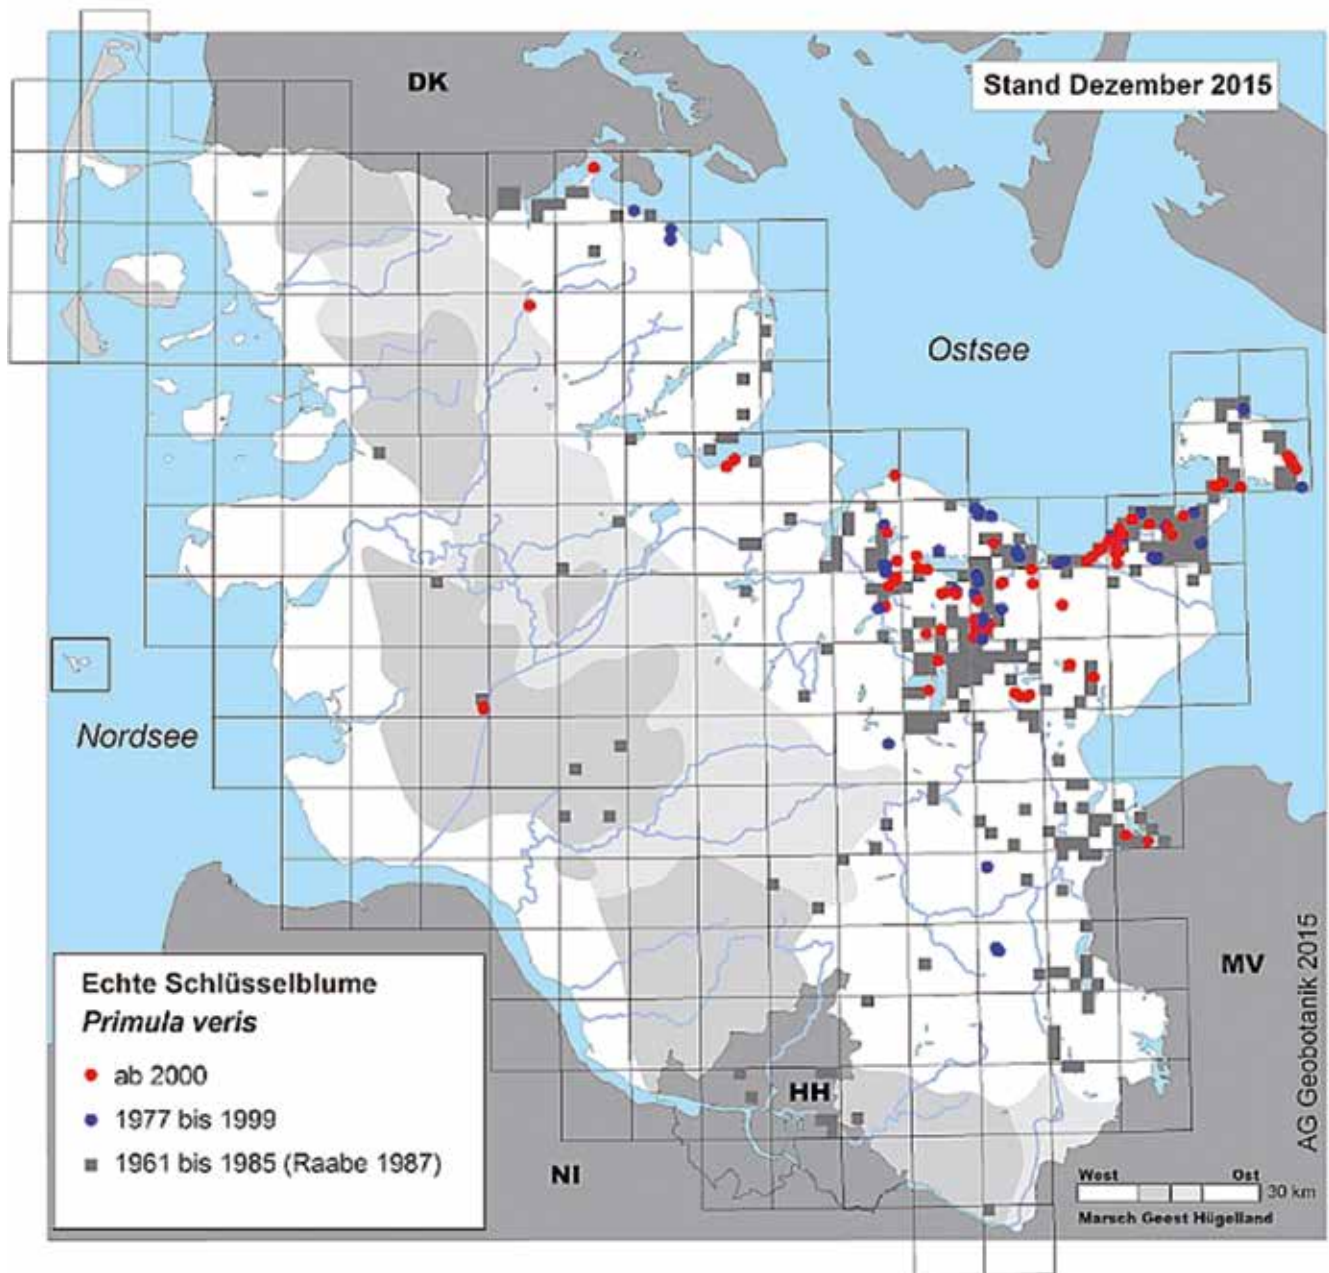 DK
Stand Dezember 2015
Ostsee
Nordsee
MV
HH
NI
Echte Schlüsselblume
Primula veris
ab 2000
1977 bis 1999
1961 bis 1985 (Raabe 1987)
West Ost
30 km
Marsch Geest Hügelland
AG Geobotanik 2015